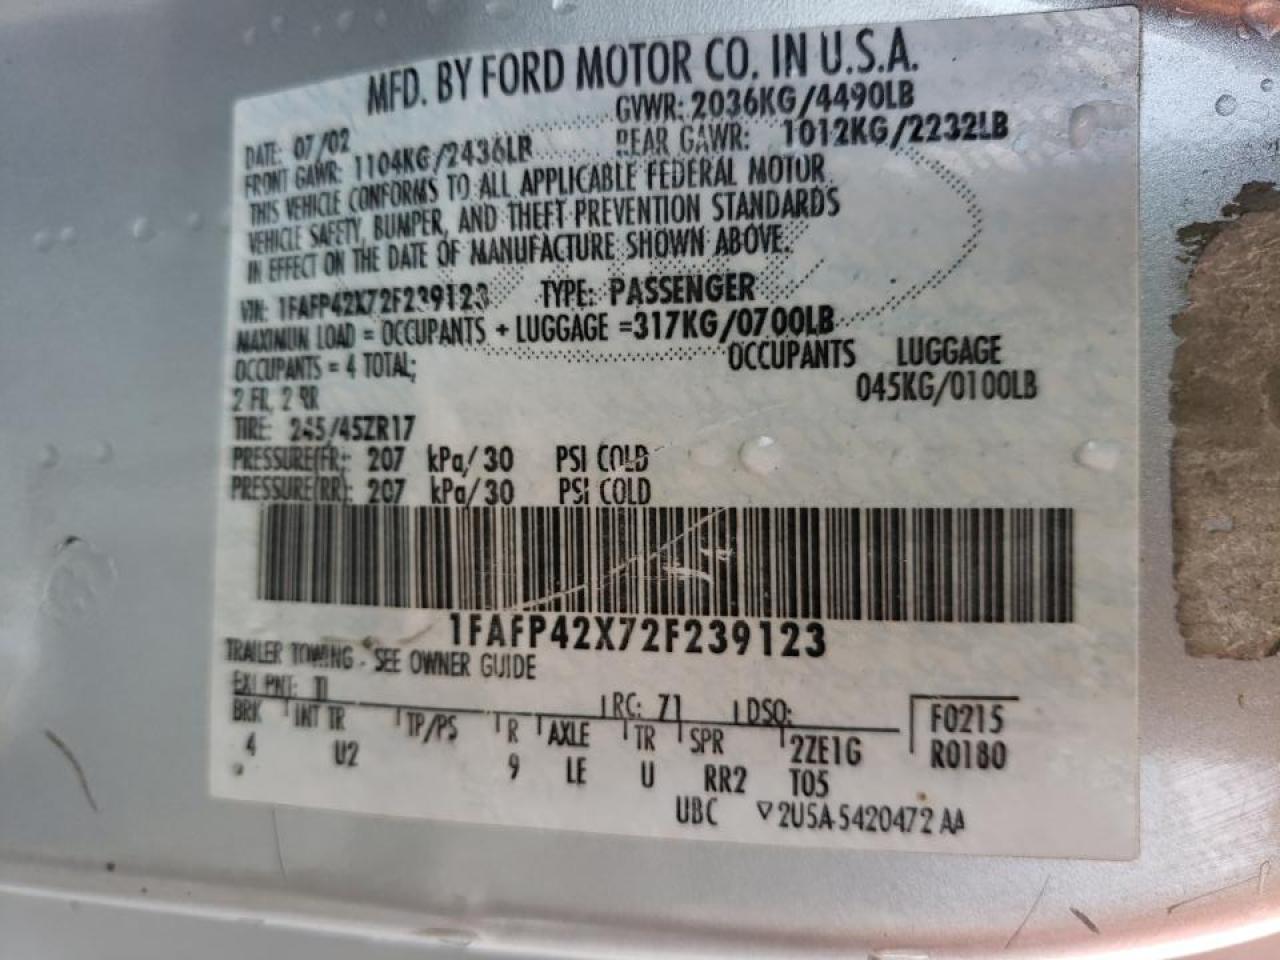 MFD. BY FORD MOTOR CO. IN U.S.A.
DATE: 07/02 GVWR: 2036KG/4490LB
FRONT GAWR: 1104KG/2436LB REAR GAWR: 1012KG/2232LB
THIS VEHICLE CONFORMS TO ALL APPLICABLE FEDERAL MOTOR
VEHICLE SAFETY, BUMPER, AND THEFT PREVENTION STANDARDS
IN EFFECT ON THE DATE OF MANUFACTURE SHOWN ABOVE.
VIN: 1FAFP42X72F239123 TYPE: PASSENGER
MAXIMUM LOAD = OCCUPANTS + LUGGAGE =317KG/0700LB
OCCUPANTS = 4 TOTAL; OCCUPANTS LUGGAGE
2 FR, 2 RR 045KG/0100LB
TIRE: 245/45ZR17
PRESSURE(FR): 207 kPa/30 PSI COLD
PRESSURE(RR): 207 kPa/30 PSI COLD
1FAFP42X72F239123
TRAILER TOWING - SEE OWNER GUIDE
EXT PNT: TI RC: 71 DSO: F0215
BRK INT TR TP/PS R AXLE TR SPR 2ZE1G R0180
4 U2 9 LE U RR2 T05
UBC ▽2U5A-5420472 AA